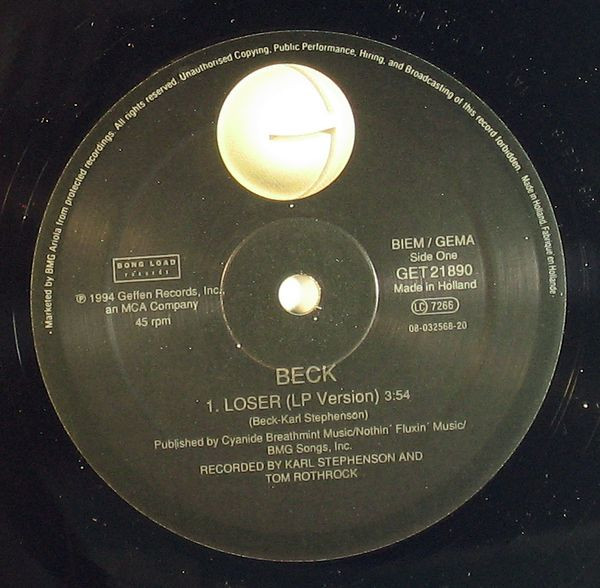 Marketed by BMG Ariola from protected recordings. All rights reserved. Unauthorised Copying, Public Performance, Hiring, and Broadcasting of this record forbidden. Made in Holland. Fabriqué en Hollande
G
BONG LOAD
records
℗ 1994 Geffen Records, Inc.,
an MCA Company
45 rpm
BIEM / GEMA
Side One
GET 21890
Made in Holland
LC 7266
08-032568-20
BECK
1. LOSER (LP Version) 3:54
(Beck-Karl Stephenson)
Published by Cyanide Breathmint Music/Nothin´ Fluxin´ Music/
BMG Songs, Inc.
RECORDED BY KARL STEPHENSON AND
TOM ROTHROCK